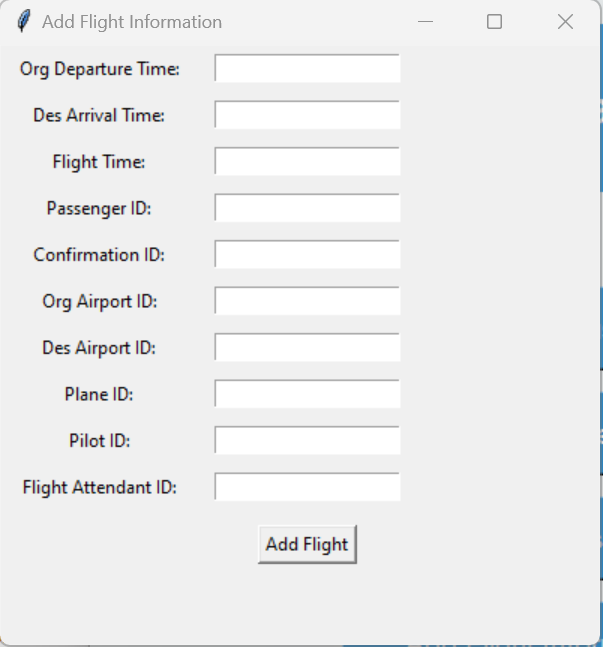 Add Flight Information
Org Departure Time:
Des Arrival Time:
Flight Time:
Passenger ID:
Confirmation ID:
Org Airport ID:
Des Airport ID:
Plane ID:
Pilot ID:
Flight Attendant ID:
Add Flight